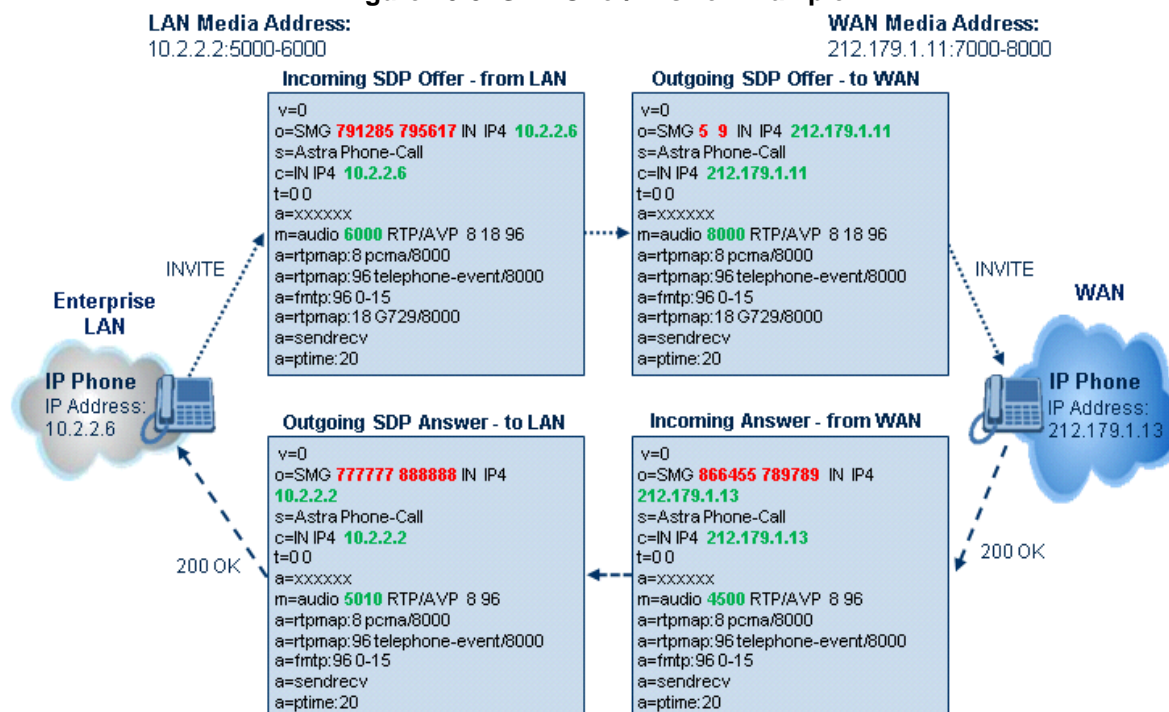 LAN Media Address:
10.2.2.2:5000-6000
WAN Media Address:
212.179.1.11:7000-8000
Incoming SDP Offer - from LAN
v=0
o=SMG 791285 795617 IN IP4 10.2.2.6
s=Astra Phone-Call
c=IN IP4 10.2.2.6
t=0 0
a=xxxxxx
m=audio 6000 RTP/AVP 8 18 96
a=rtpmap:8 pcma/8000
a=rtpmap:96 telephone-event/8000
a=fmtp:96 0-15
a=rtpmap:18 G729/8000
a=sendrecv
a=ptime:20
Outgoing SDP Offer - to WAN
v=0
o=SMG 5 9 IN IP4 212.179.1.11
s=Astra Phone-Call
c=IN IP4 212.179.1.11
t=0 0
a=xxxxxx
m=audio 8000 RTP/AVP 8 18 96
a=rtpmap:8 pcma/8000
a=rtpmap:96 telephone-event/8000
a=fmtp:96 0-15
a=rtpmap:18 G729/8000
a=sendrecv
a=ptime:20
INVITE
INVITE
Enterprise
LAN
IP Phone
IP Address:
10.2.2.6
WAN
IP Phone
IP Address:
212.179.1.13
Outgoing SDP Answer - to LAN
v=0
o=SMG 777777 888888 IN IP4
10.2.2.2
s=Astra Phone-Call
c=IN IP4 10.2.2.2
t=0 0
a=xxxxxx
m=audio 5010 RTP/AVP 8 96
a=rtpmap:8 pcma/8000
a=rtpmap:96 telephone-event/8000
a=fmtp:96 0-15
a=sendrecv
a=ptime:20
Incoming Answer - from WAN
v=0
o=SMG 866455 789789 IN IP4
212.179.1.13
s=Astra Phone-Call
c=IN IP4 212.179.1.13
t=0 0
a=xxxxxx
m=audio 4500 RTP/AVP 8 96
a=rtpmap:8 pcma/8000
a=rtpmap:96 telephone-event/8000
a=fmtp:96 0-15
a=sendrecv
a=ptime:20
200 OK
200 OK